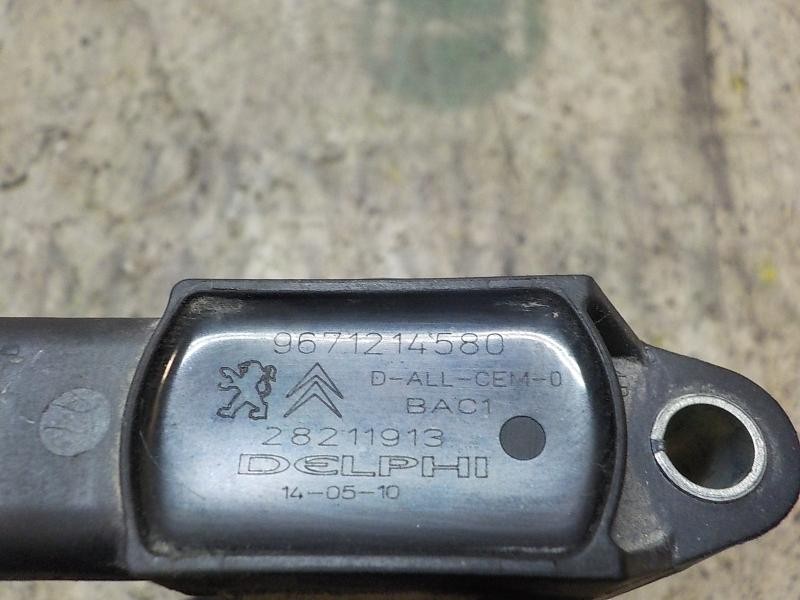 9671214580
D-ALL-CEM-0
BAC1
28211913
DELPHI
14-05-10